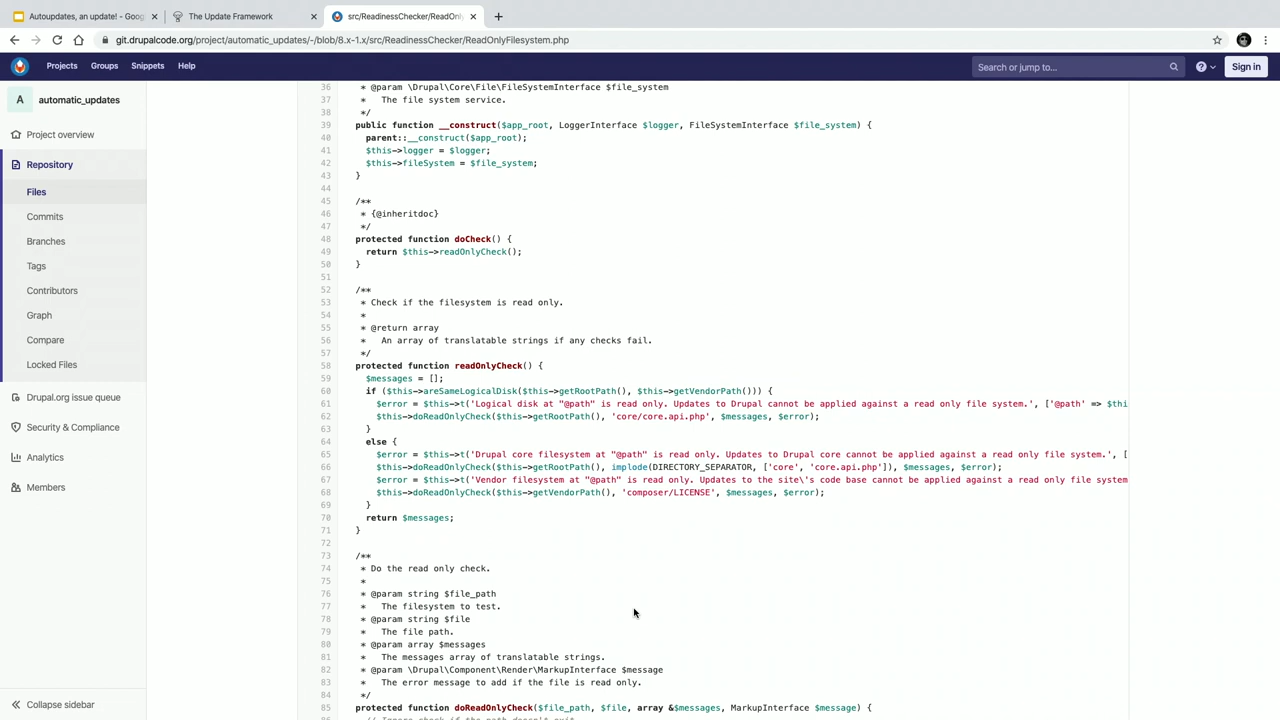 Autoupdates, an update! - Goog
The Update Framework
src/ReadinessChecker/ReadOnl
git.drupalcode.org/project/automatic_updates/-/blob/8.x-1.x/src/ReadinessChecker/ReadOnlyFilesystem.php
Projects Groups Snippets Help
Search or jump to...
Sign in
A automatic_updates
Project overview
Repository
Files
Commits
Branches
Tags
Contributors
Graph
Compare
Locked Files
Drupal.org issue queue
Security & Compliance
Analytics
Members
Collapse sidebar
36 * @param \Drupal\Core\File\FileSystemInterface $file_system
37 *   The file system service.
38 */
39 public function __construct($app_root, LoggerInterface $logger, FileSystemInterface $file_system) {
40 parent::__construct($app_root);
41 $this->logger = $logger;
42 $this->fileSystem = $file_system;
43 }
44
45 /**
46 * {@inheritdoc}
47 */
48 protected function doCheck() {
49 return $this->readOnlyCheck();
50 }
51
52 /**
53 * Check if the filesystem is read only.
54 *
55 * @return array
56 *   An array of translatable strings if any checks fail.
57 */
58 protected function readOnlyCheck() {
59 $messages = [];
60 if ($this->areSameLogicalDisk($this->getRootPath(), $this->getVendorPath())) {
61 $error = $this->t('Logical disk at "@path" is read only. Updates to Drupal cannot be applied against a read only file system.', ['@path' => $thi
62 $this->doReadOnlyCheck($this->getRootPath(), 'core/core.api.php', $messages, $error);
63 }
64 else {
65 $error = $this->t('Drupal core filesystem at "@path" is read only. Updates to Drupal core cannot be applied against a read only file system.', [
66 $this->doReadOnlyCheck($this->getRootPath(), implode(DIRECTORY_SEPARATOR, ['core', 'core.api.php']), $messages, $error);
67 $error = $this->t('Vendor filesystem at "@path" is read only. Updates to the site\'s code base cannot be applied against a read only file system
68 $this->doReadOnlyCheck($this->getVendorPath(), 'composer/LICENSE', $messages, $error);
69 }
70 return $messages;
71 }
72
73 /**
74 * Do the read only check.
75 *
76 * @param string $file_path
77 *   The filesystem to test.
78 * @param string $file
79 *   The file path.
80 * @param array $messages
81 *   The messages array of translatable strings.
82 * @param \Drupal\Component\Render\MarkupInterface $message
83 *   The error message to add if the file is read only.
84 */
85 protected function doReadOnlyCheck($file_path, $file, array &$messages, MarkupInterface $message) {